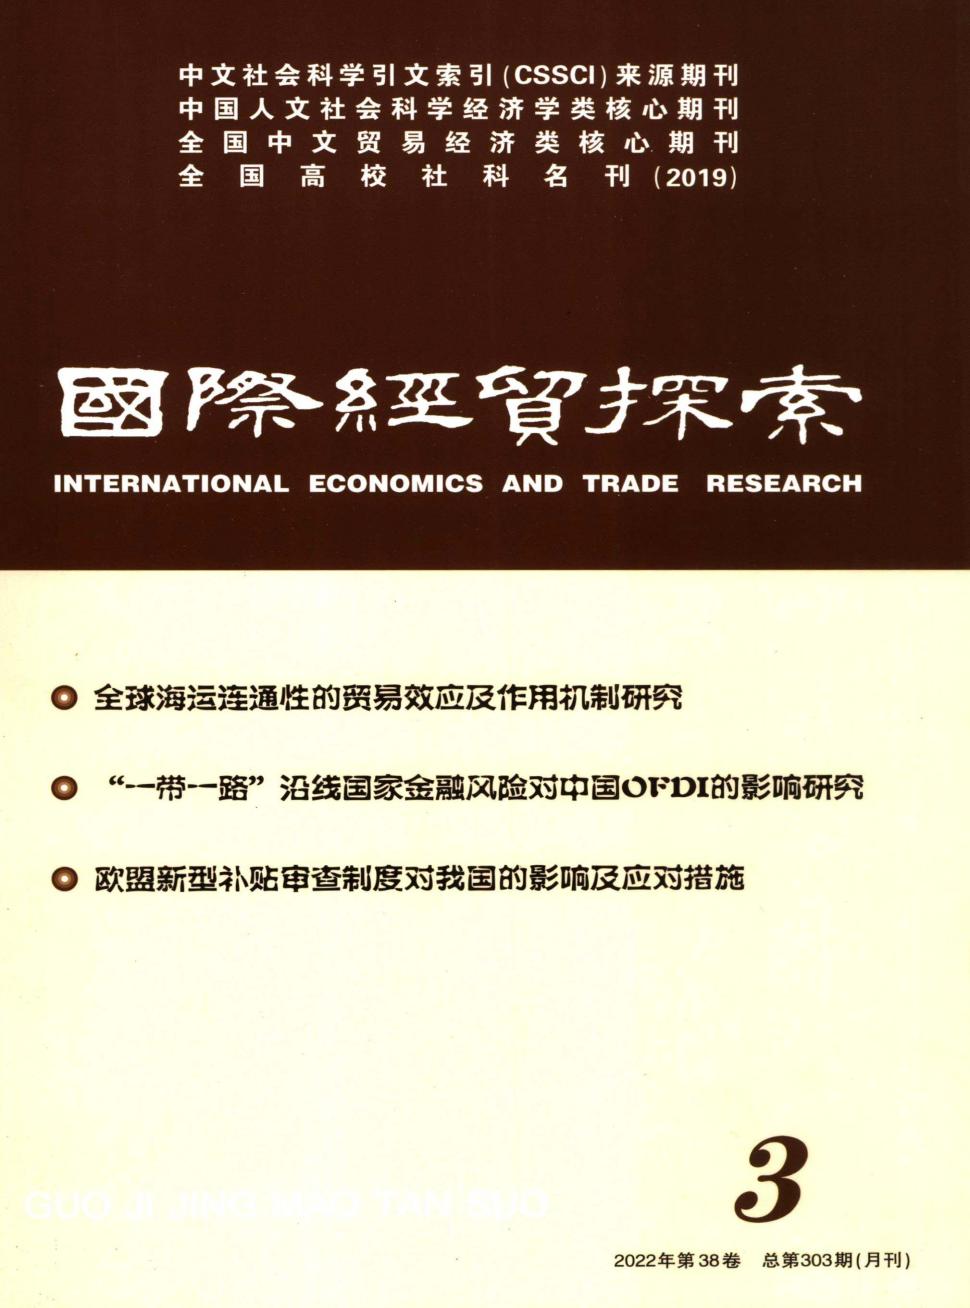 中文社会科学引文索引(CSSCI)来源期刊
中国人文社会科学经济学类核心期刊
全国中文贸易经济类核心期刊
全国高校社科名刊(2019)
國際經貿探索
INTERNATIONAL ECONOMICS AND TRADE RESEARCH
全球海运连通性的贸易效应及作用机制研究
“一带一路”沿线国家金融风险对中国OFDI的影响研究
欧盟新型补贴审查制度对我国的影响及应对措施
3
GUO JI JING MAO TAN SUO
2022年第38卷 总第303期(月刊)